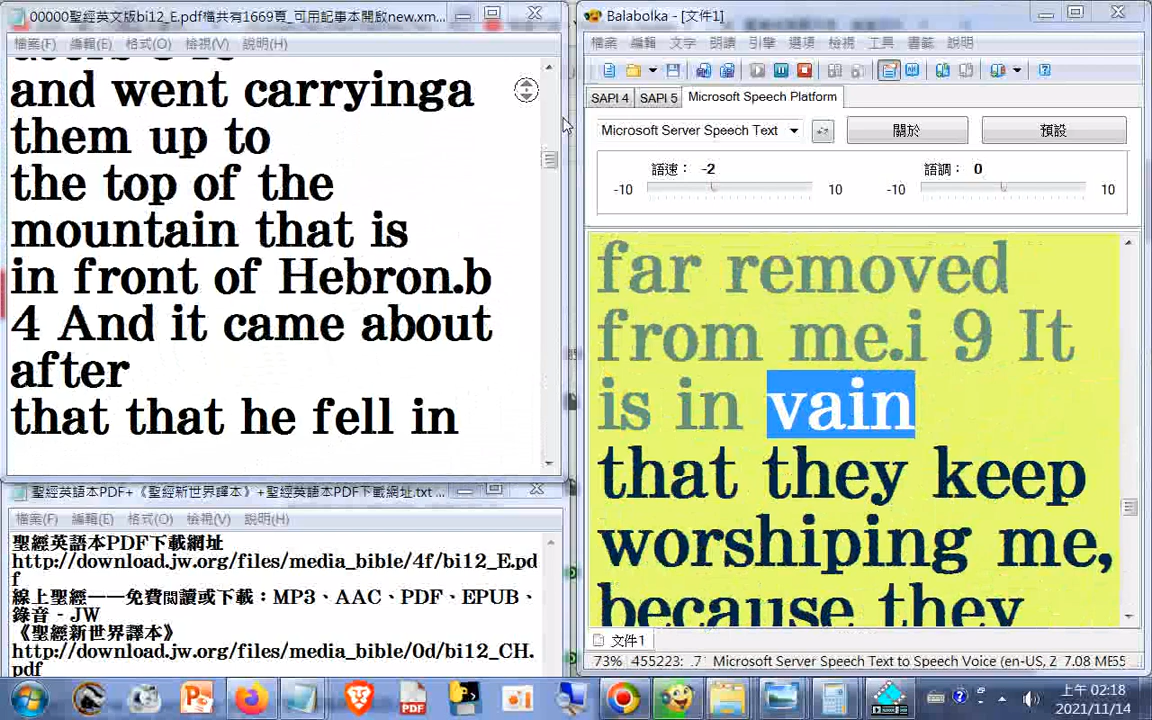 00000聖經英文版bi12_E.pdf檔共有1669頁_可用記事本開啟new.xm...
檔案(F) 編輯(E) 格式(O) 檢視(V) 說明(H)
and went carryinga
them up to
the top of the
mountain that is
in front of Hebron.b
4 And it came about
after
that that he fell in
聖經英語本PDF+《聖經新世界譯本》+聖經英語本PDF下載網址.txt ...
檔案(F) 編輯(E) 格式(O) 檢視(V) 說明(H)
聖經英語本PDF下載網址
http://download.jw.org/files/media_bible/4f/bi12_E.pd
f
線上聖經——免費閱讀或下載：MP3、AAC、PDF、EPUB、
錄音 - JW
《聖經新世界譯本》
http://download.jw.org/files/media_bible/0d/bi12_CH.
pdf
Balabolka - [文件1]
檔案 編輯 文字 朗讀 引擎 選項 檢視 工具 書籤 說明
SAPI 4 SAPI 5 Microsoft Speech Platform
Microsoft Server Speech Text 關於 預設
語速： -2 語調： 0
-10 10 -10 10
far removed
from me.i 9 It
is in vain
that they keep
worshiping me,
because they
文件1
73% 455223: .7 Microsoft Server Speech Text to Speech Voice (en-US, Z 7.08 ME55
上午 02:18
2021/11/14